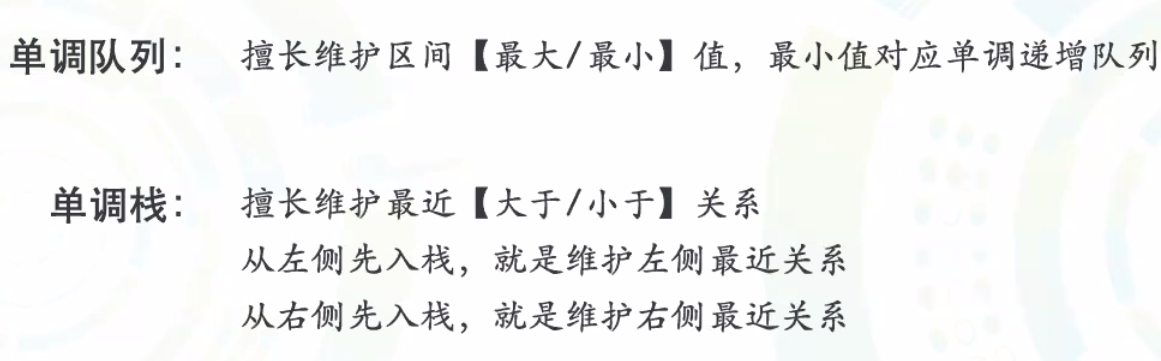 单调队列： 擅长维护区间【最大/最小】值，最小值对应单调递增队列
单调栈： 擅长维护最近【大于/小于】关系
从左侧先入栈，就是维护左侧最近关系
从右侧先入栈，就是维护右侧最近关系